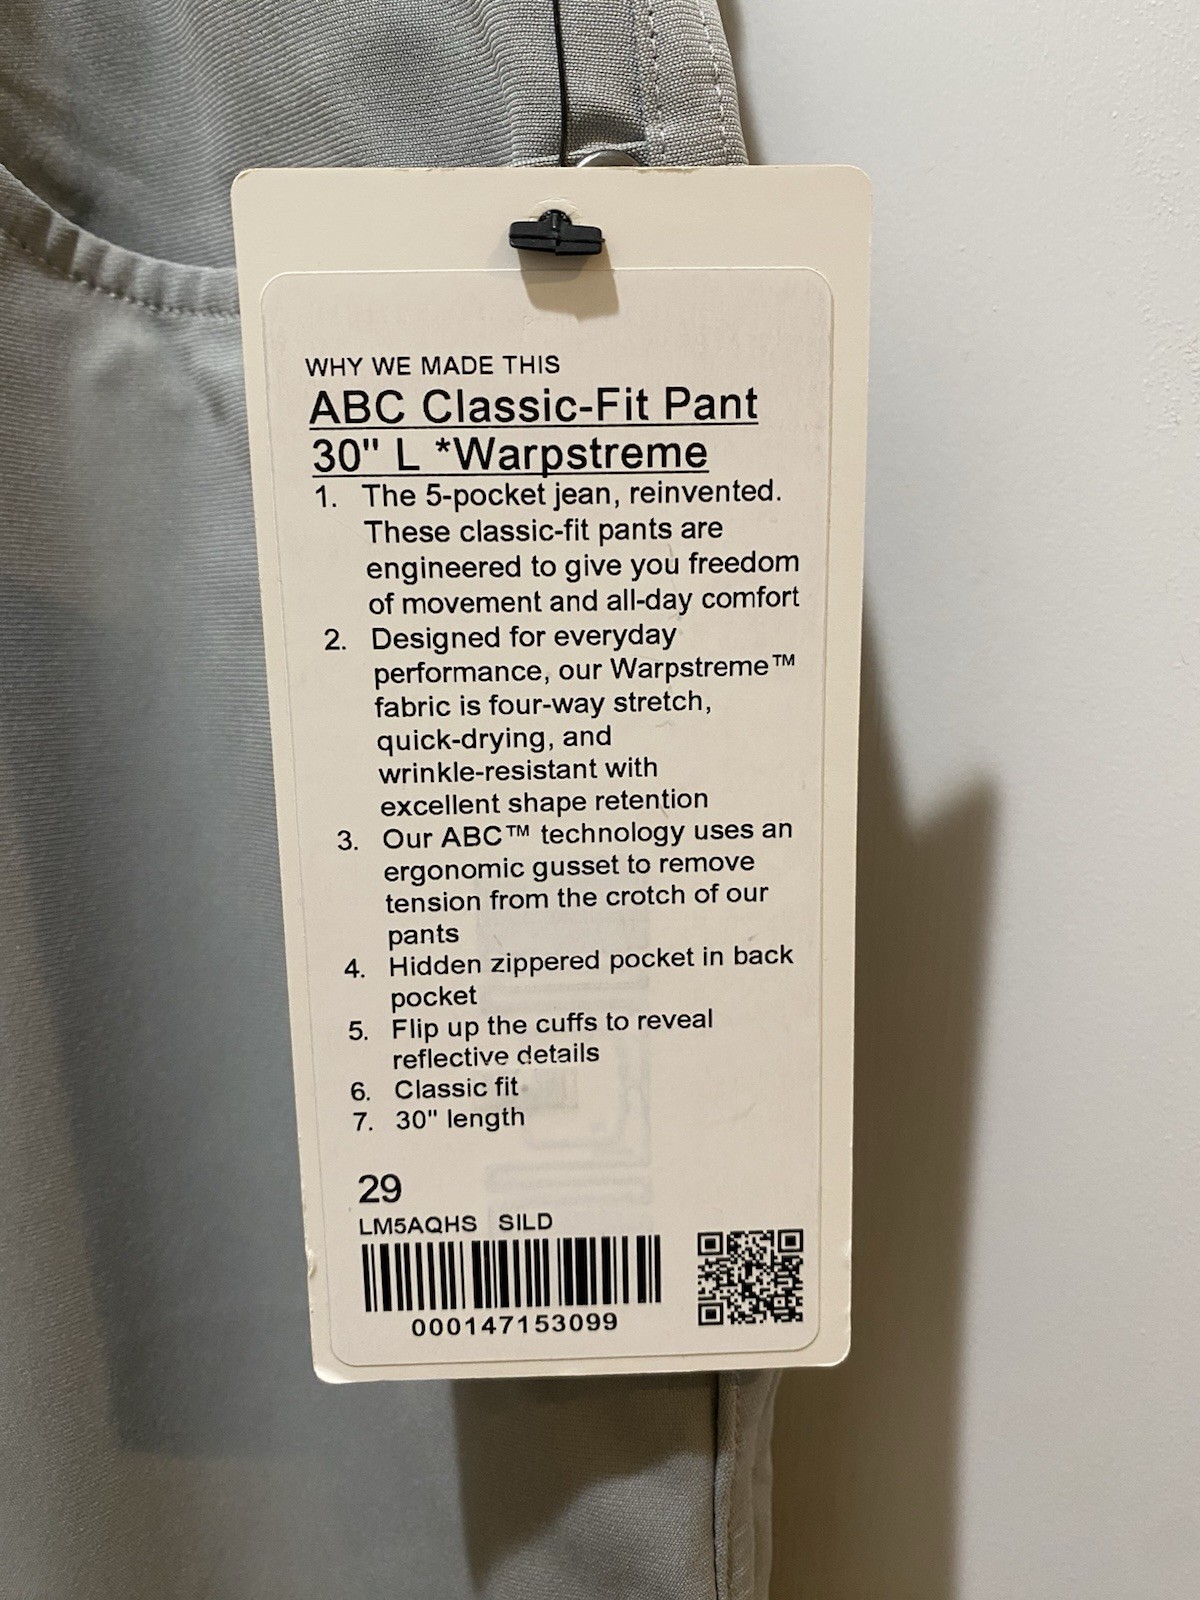 WHY WE MADE THIS
ABC Classic-Fit Pant
30" L *Warpstreme
1. The 5-pocket jean, reinvented.
These classic-fit pants are
engineered to give you freedom
of movement and all-day comfort
2. Designed for everyday
performance, our Warpstreme™
fabric is four-way stretch,
quick-drying, and
wrinkle-resistant with
excellent shape retention
3. Our ABC™ technology uses an
ergonomic gusset to remove
tension from the crotch of our
pants
4. Hidden zippered pocket in back
pocket
5. Flip up the cuffs to reveal
reflective details
6. Classic fit
7. 30" length
29
LM5AQHS SILD
000147153099